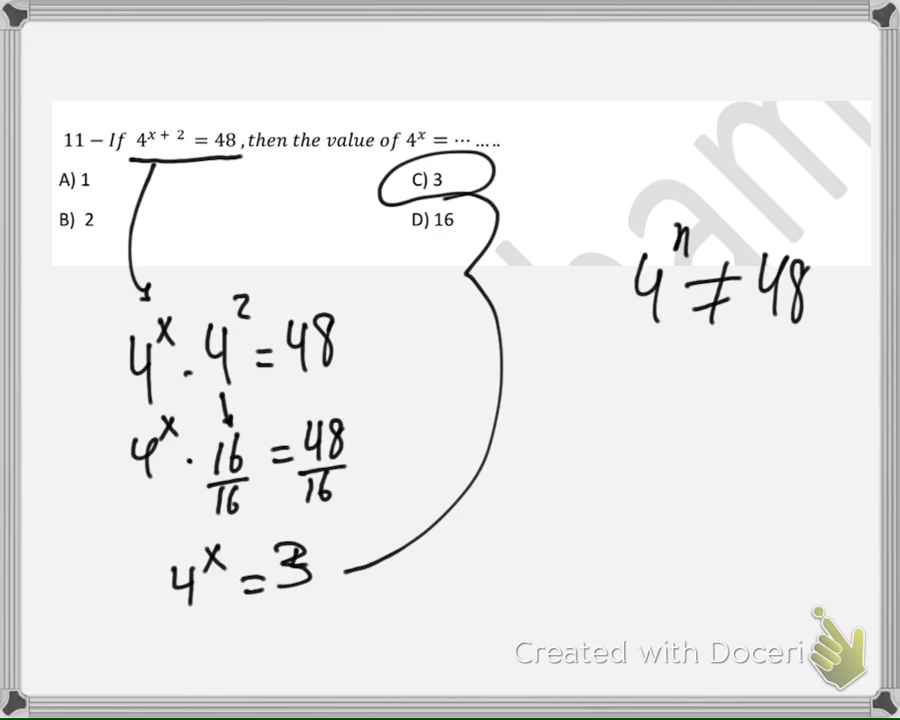 11 – If 4^{x + 2} = 48 , then the value of 4^x = ⋯ .....
A) 1
C) 3
B) 2
D) 16
4^n ≠ 48
4^x . 4^2 = 48
4^x . 16/16 = 48/16
4^x = 3
Created with Doceri